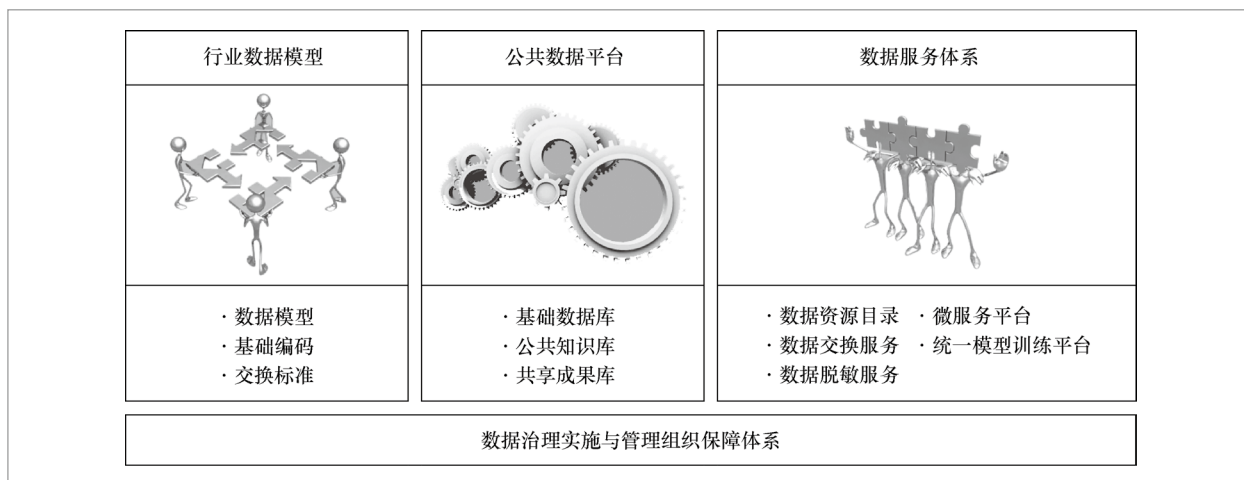 行业数据模型
· 数据模型
· 基础编码
· 交换标准
公共数据平台
· 基础数据库
· 公共知识库
· 共享成果库
数据服务体系
· 数据资源目录 · 微服务平台
· 数据交换服务 · 统一模型训练平台
· 数据脱敏服务
数据治理实施与管理组织保障体系